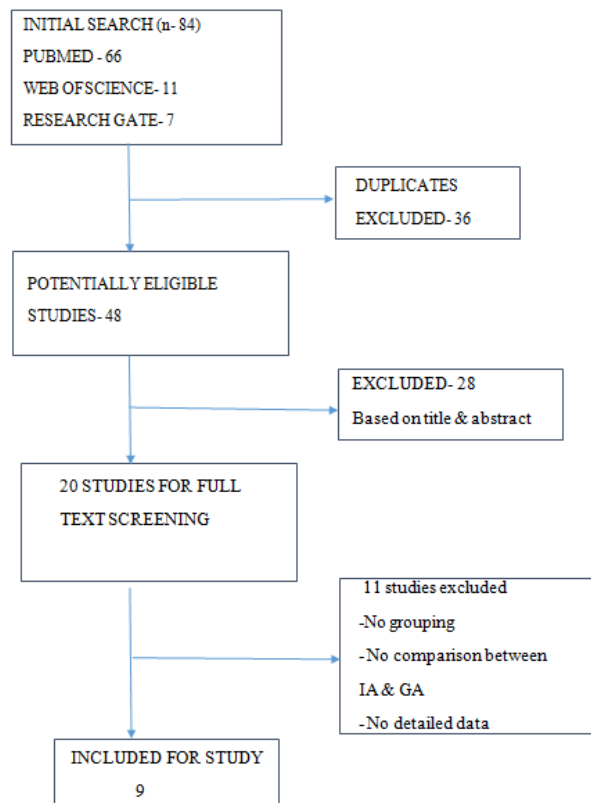 INITIAL SEARCH (n- 84)
PUBMED - 66
WEB OFSCIENCE- 11
RESEARCH GATE- 7
DUPLICATES
EXCLUDED- 36
POTENTIALLY ELIGIBLE
STUDIES- 48
EXCLUDED- 28
Based on title & abstract
20 STUDIES FOR FULL
TEXT SCREENING
11 studies excluded
-No grouping
- No comparison between
IA & GA
- No detailed data
INCLUDED FOR STUDY
9